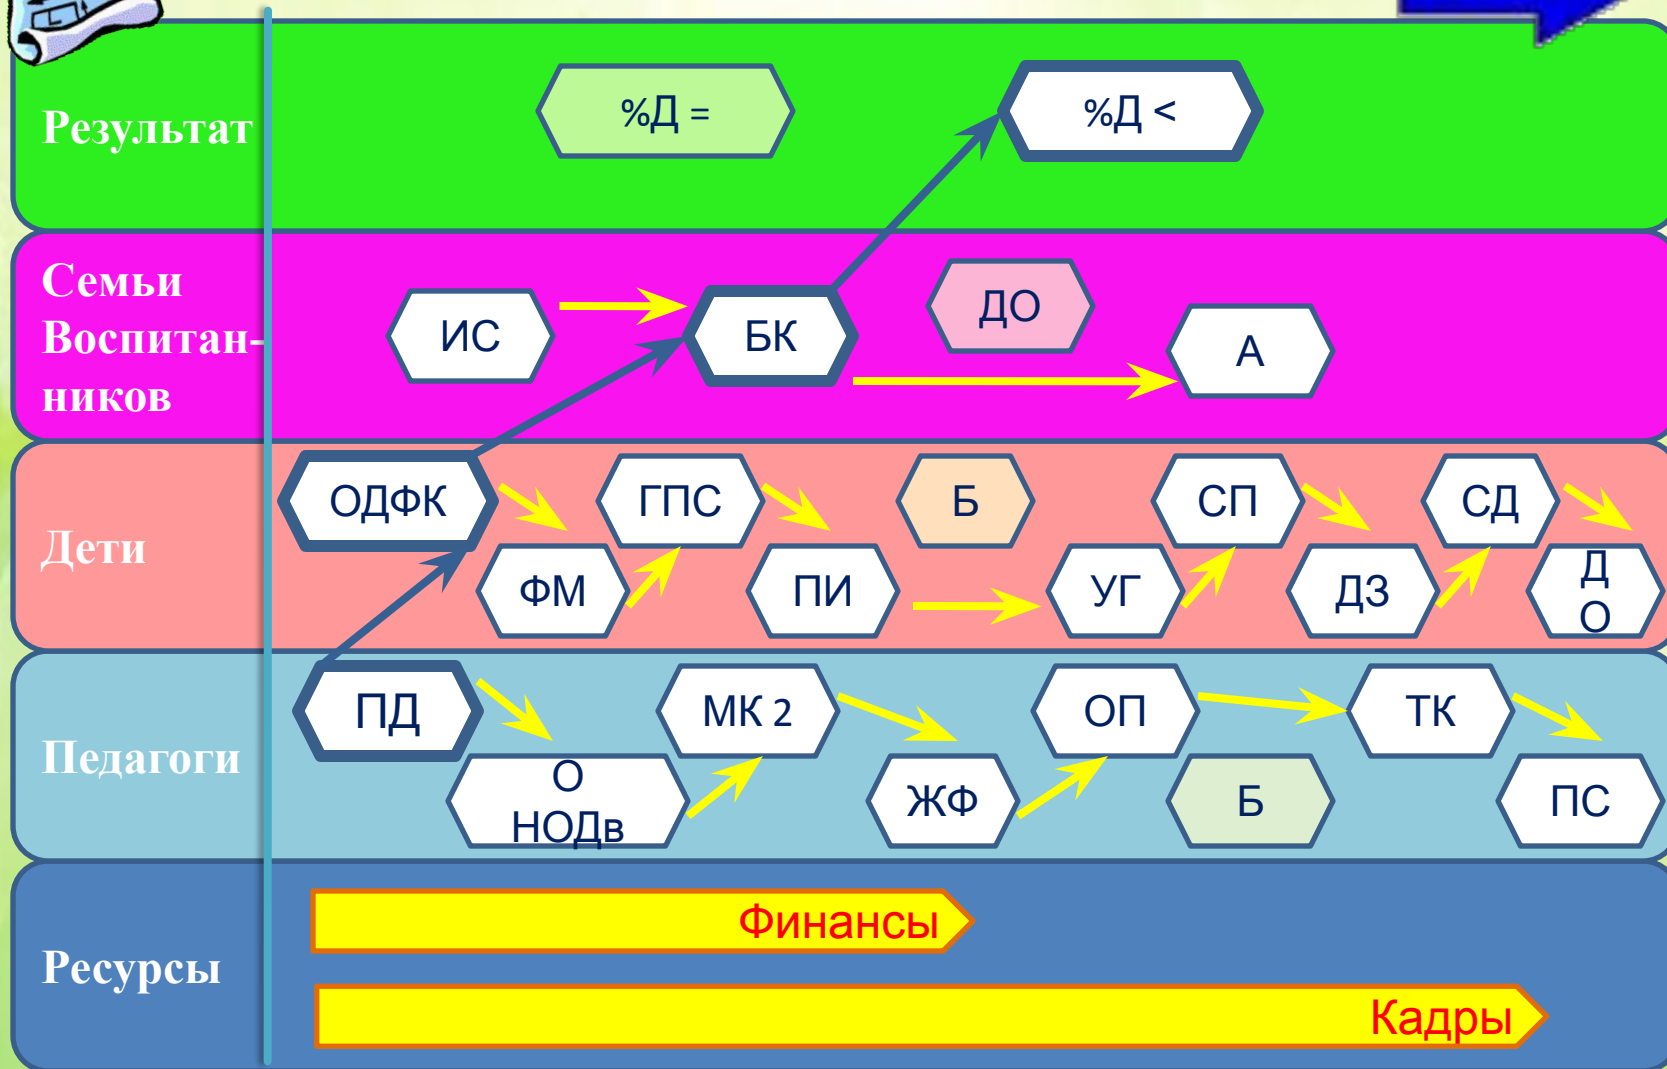 Результат
%Д =
%Д <
Семьи
Воспитан-
ников
ИС
БК
ДО
А
Дети
ОДФК
ГПС
Б
СП
СД
ФМ
ПИ
УГ
ДЗ
Д
О
Педагоги
ПД
МК 2
ОП
ТК
О
НОДв
ЖФ
Б
ПС
Ресурсы
Финансы
Кадры